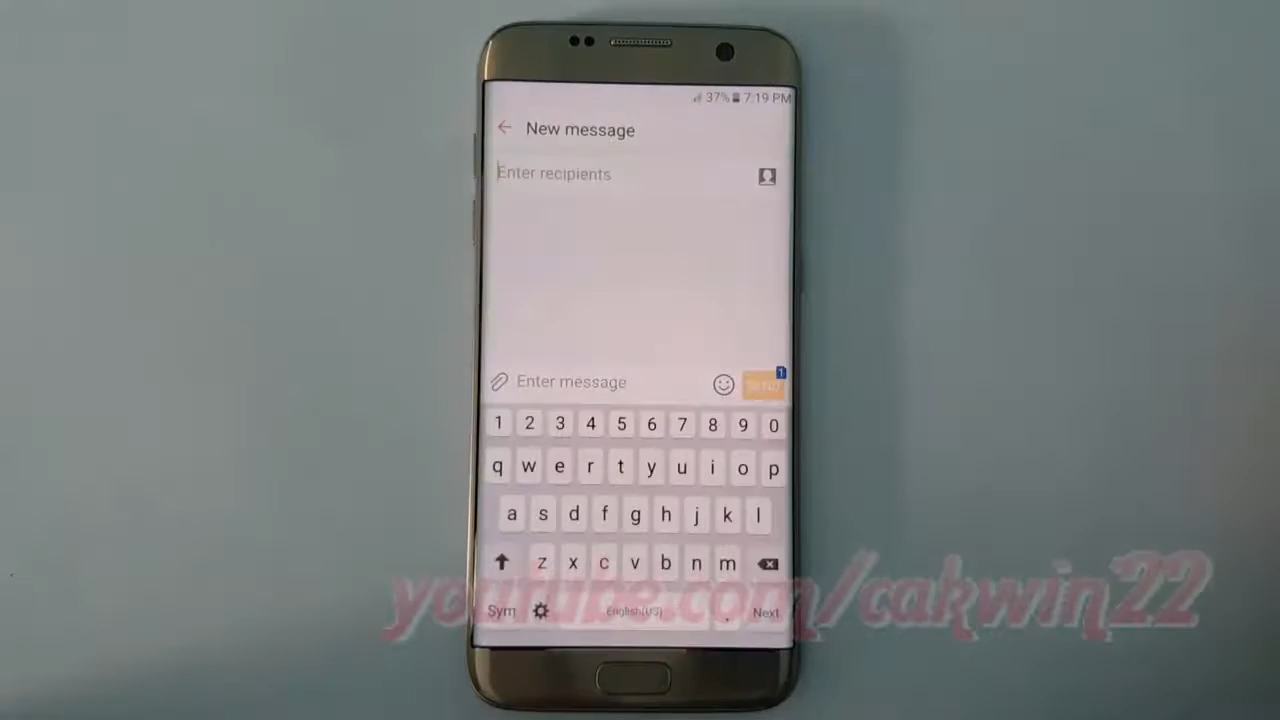 37% 7:19 PM
New message
Enter recipients
1
Enter message
SEND
1 2 3 4 5 6 7 8 9 0
q w e r t y u i o p
a s d f g h j k l
z x c v b n m
Sym English(US) . Next
youtube.com/cakwin22